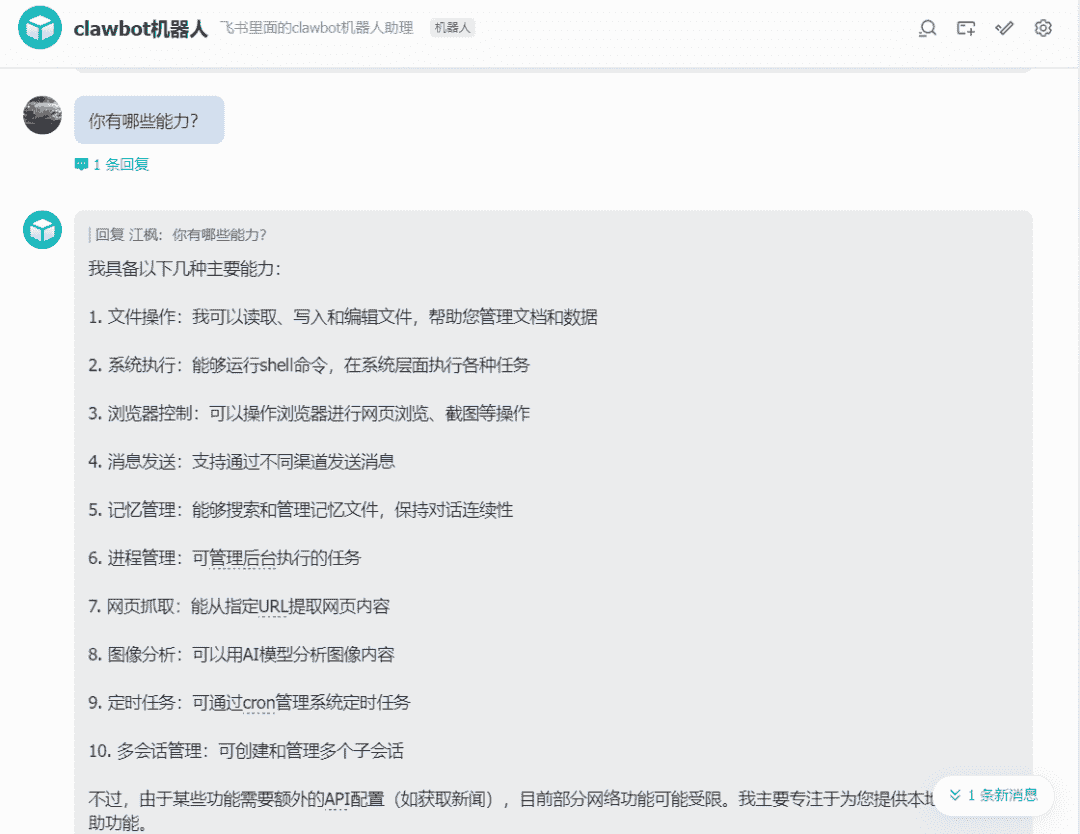 clawbot机器人 飞书里面的clawbot机器人助理 机器人
你有哪些能力？
1 条回复
回复 江枫：你有哪些能力？
我具备以下几种主要能力：
1. 文件操作：我可以读取、写入和编辑文件，帮助您管理文档和数据
2. 系统执行：能够运行shell命令，在系统层面执行各种任务
3. 浏览器控制：可以操作浏览器进行网页浏览、截图等操作
4. 消息发送：支持通过不同渠道发送消息
5. 记忆管理：能够搜索和管理记忆文件，保持对话连续性
6. 进程管理：可管理后台执行的任务
7. 网页抓取：能从指定URL提取网页内容
8. 图像分析：可以用AI模型分析图像内容
9. 定时任务：可通过cron管理系统定时任务
10. 多会话管理：可创建和管理多个子会话
不过，由于某些功能需要额外的API配置（如获取新闻），目前部分网络功能可能受限。我主要专注于为您提供本地
1 条新消息
助功能。